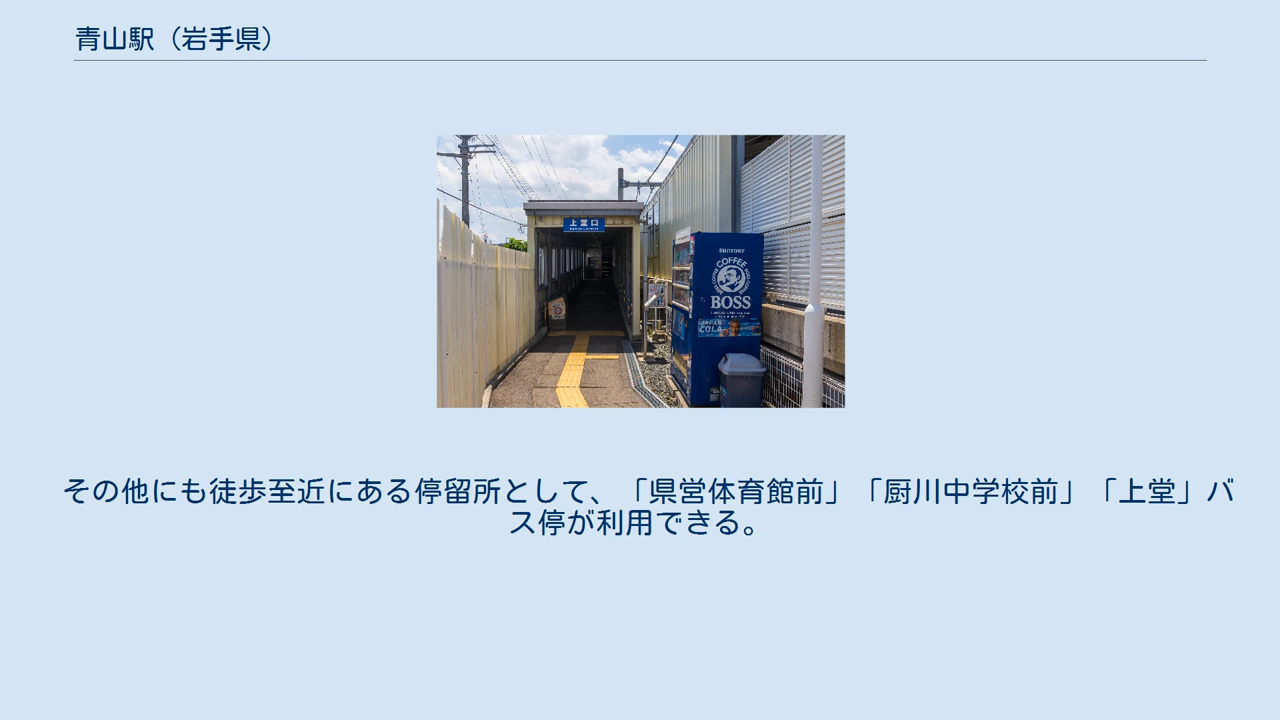 青山駅（岩手県）
上堂口
SUNTORY
COFFEE
BOSS
JAPAN
COLA
その他にも徒歩至近にある停留所として、「県営体育館前」「厨川中学校前」「上堂」バ
ス停が利用できる。